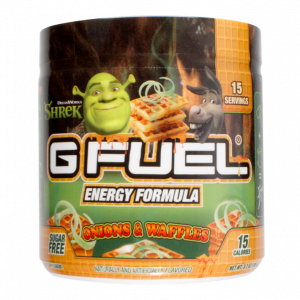 DREAMWORKS
SHREK
15
SERVINGS
G FUEL
ENERGY FORMULA
ONIONS & WAFFLES
SUGAR
FREE
15
CALORIES
NATURALLY AND ARTIFICIALLY FLAVORED